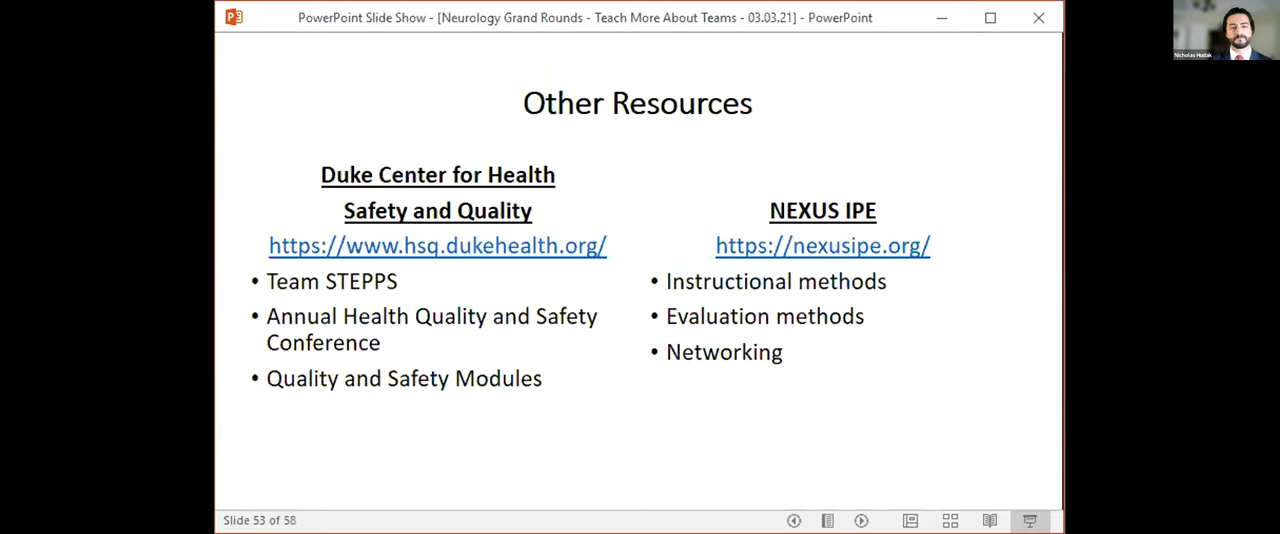 PowerPoint Slide Show - [Neurology Grand Rounds - Teach More About Teams - 03.03.21] - PowerPoint
Nicholas Hudak
Other Resources
Duke Center for Health
Safety and Quality
https://www.hsq.dukehealth.org/
• Team STEPPS
• Annual Health Quality and Safety
Conference
• Quality and Safety Modules
NEXUS IPE
https://nexusipe.org/
• Instructional methods
• Evaluation methods
• Networking
Slide 53 of 58